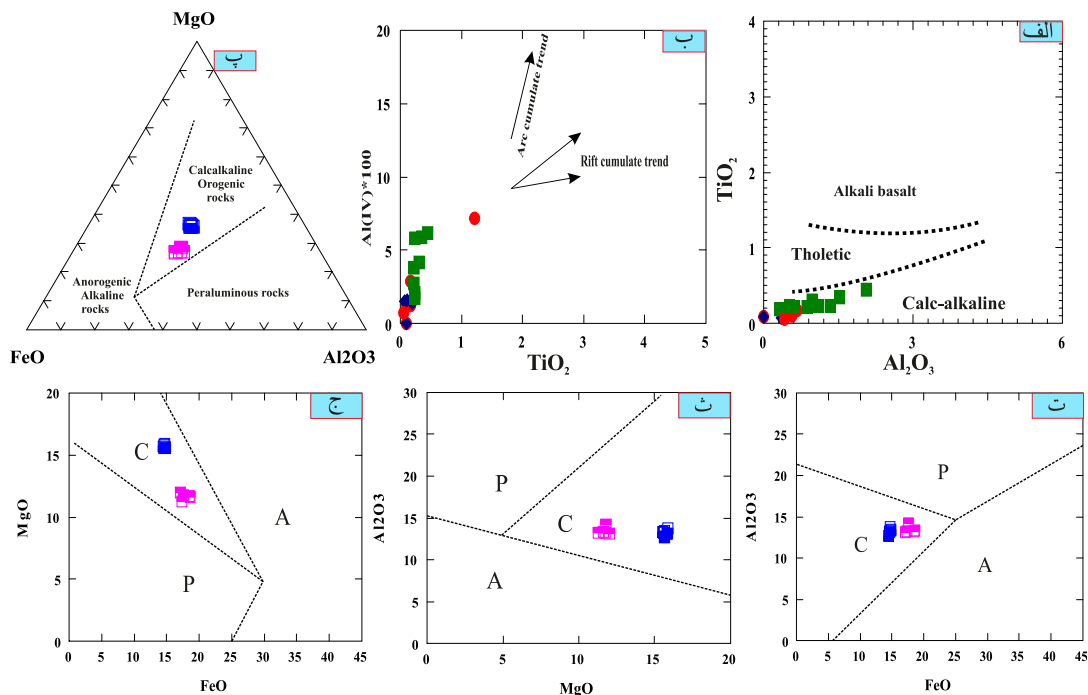 MgO
پ
Calcalkaline
Orogenic
rocks
Anorogenic
Alkaline
rocks
Peraluminous rocks
FeO
Al2O3
ب
20
15
10
5
0
Al(IV)*100
Arc cumulate trend
Rift cumulate trend
0 1 2 3 4 5
TiO₂
الف
4
3
2
1
0
TiO₂
Alkali basalt
Tholetic
Calc-alkaline
0 3 6
Al₂O₃
ج
20
15
10
5
0
MgO
C
A
P
0 5 10 15 20 25 30 35 40 45
FeO
ث
30
25
20
15
10
5
0
Al2O3
P
C
A
0 5 10 15 20
MgO
ت
30
25
20
15
10
5
0
Al2O3
P
C
A
0 5 10 15 20 25 30 35 40 45
FeO